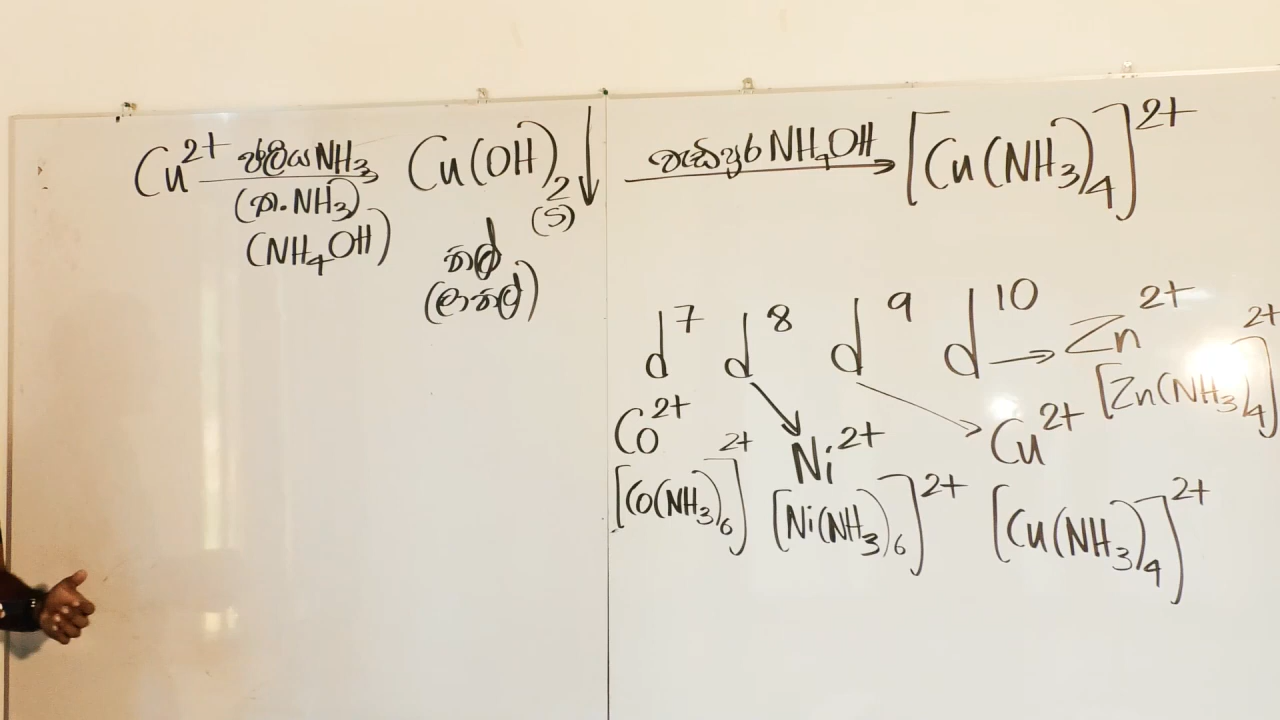 Cu²⁺ ජලීය NH₃ → Cu(OH)₂(s)↓ වැඩිපුර NH₄OH → [Cu(NH₃)₄]²⁺
(ත.NH₃)
(NH₄OH)
නිල්
(ලා නිල්)
d⁷ d⁸ d⁹ d¹⁰ → Zn²⁺
[Zn(NH₃)₄]²⁺
Co²⁺ Ni²⁺ Cu²⁺
[Co(NH₃)₆]²⁺ [Ni(NH₃)₆]²⁺ [Cu(NH₃)₄]²⁺